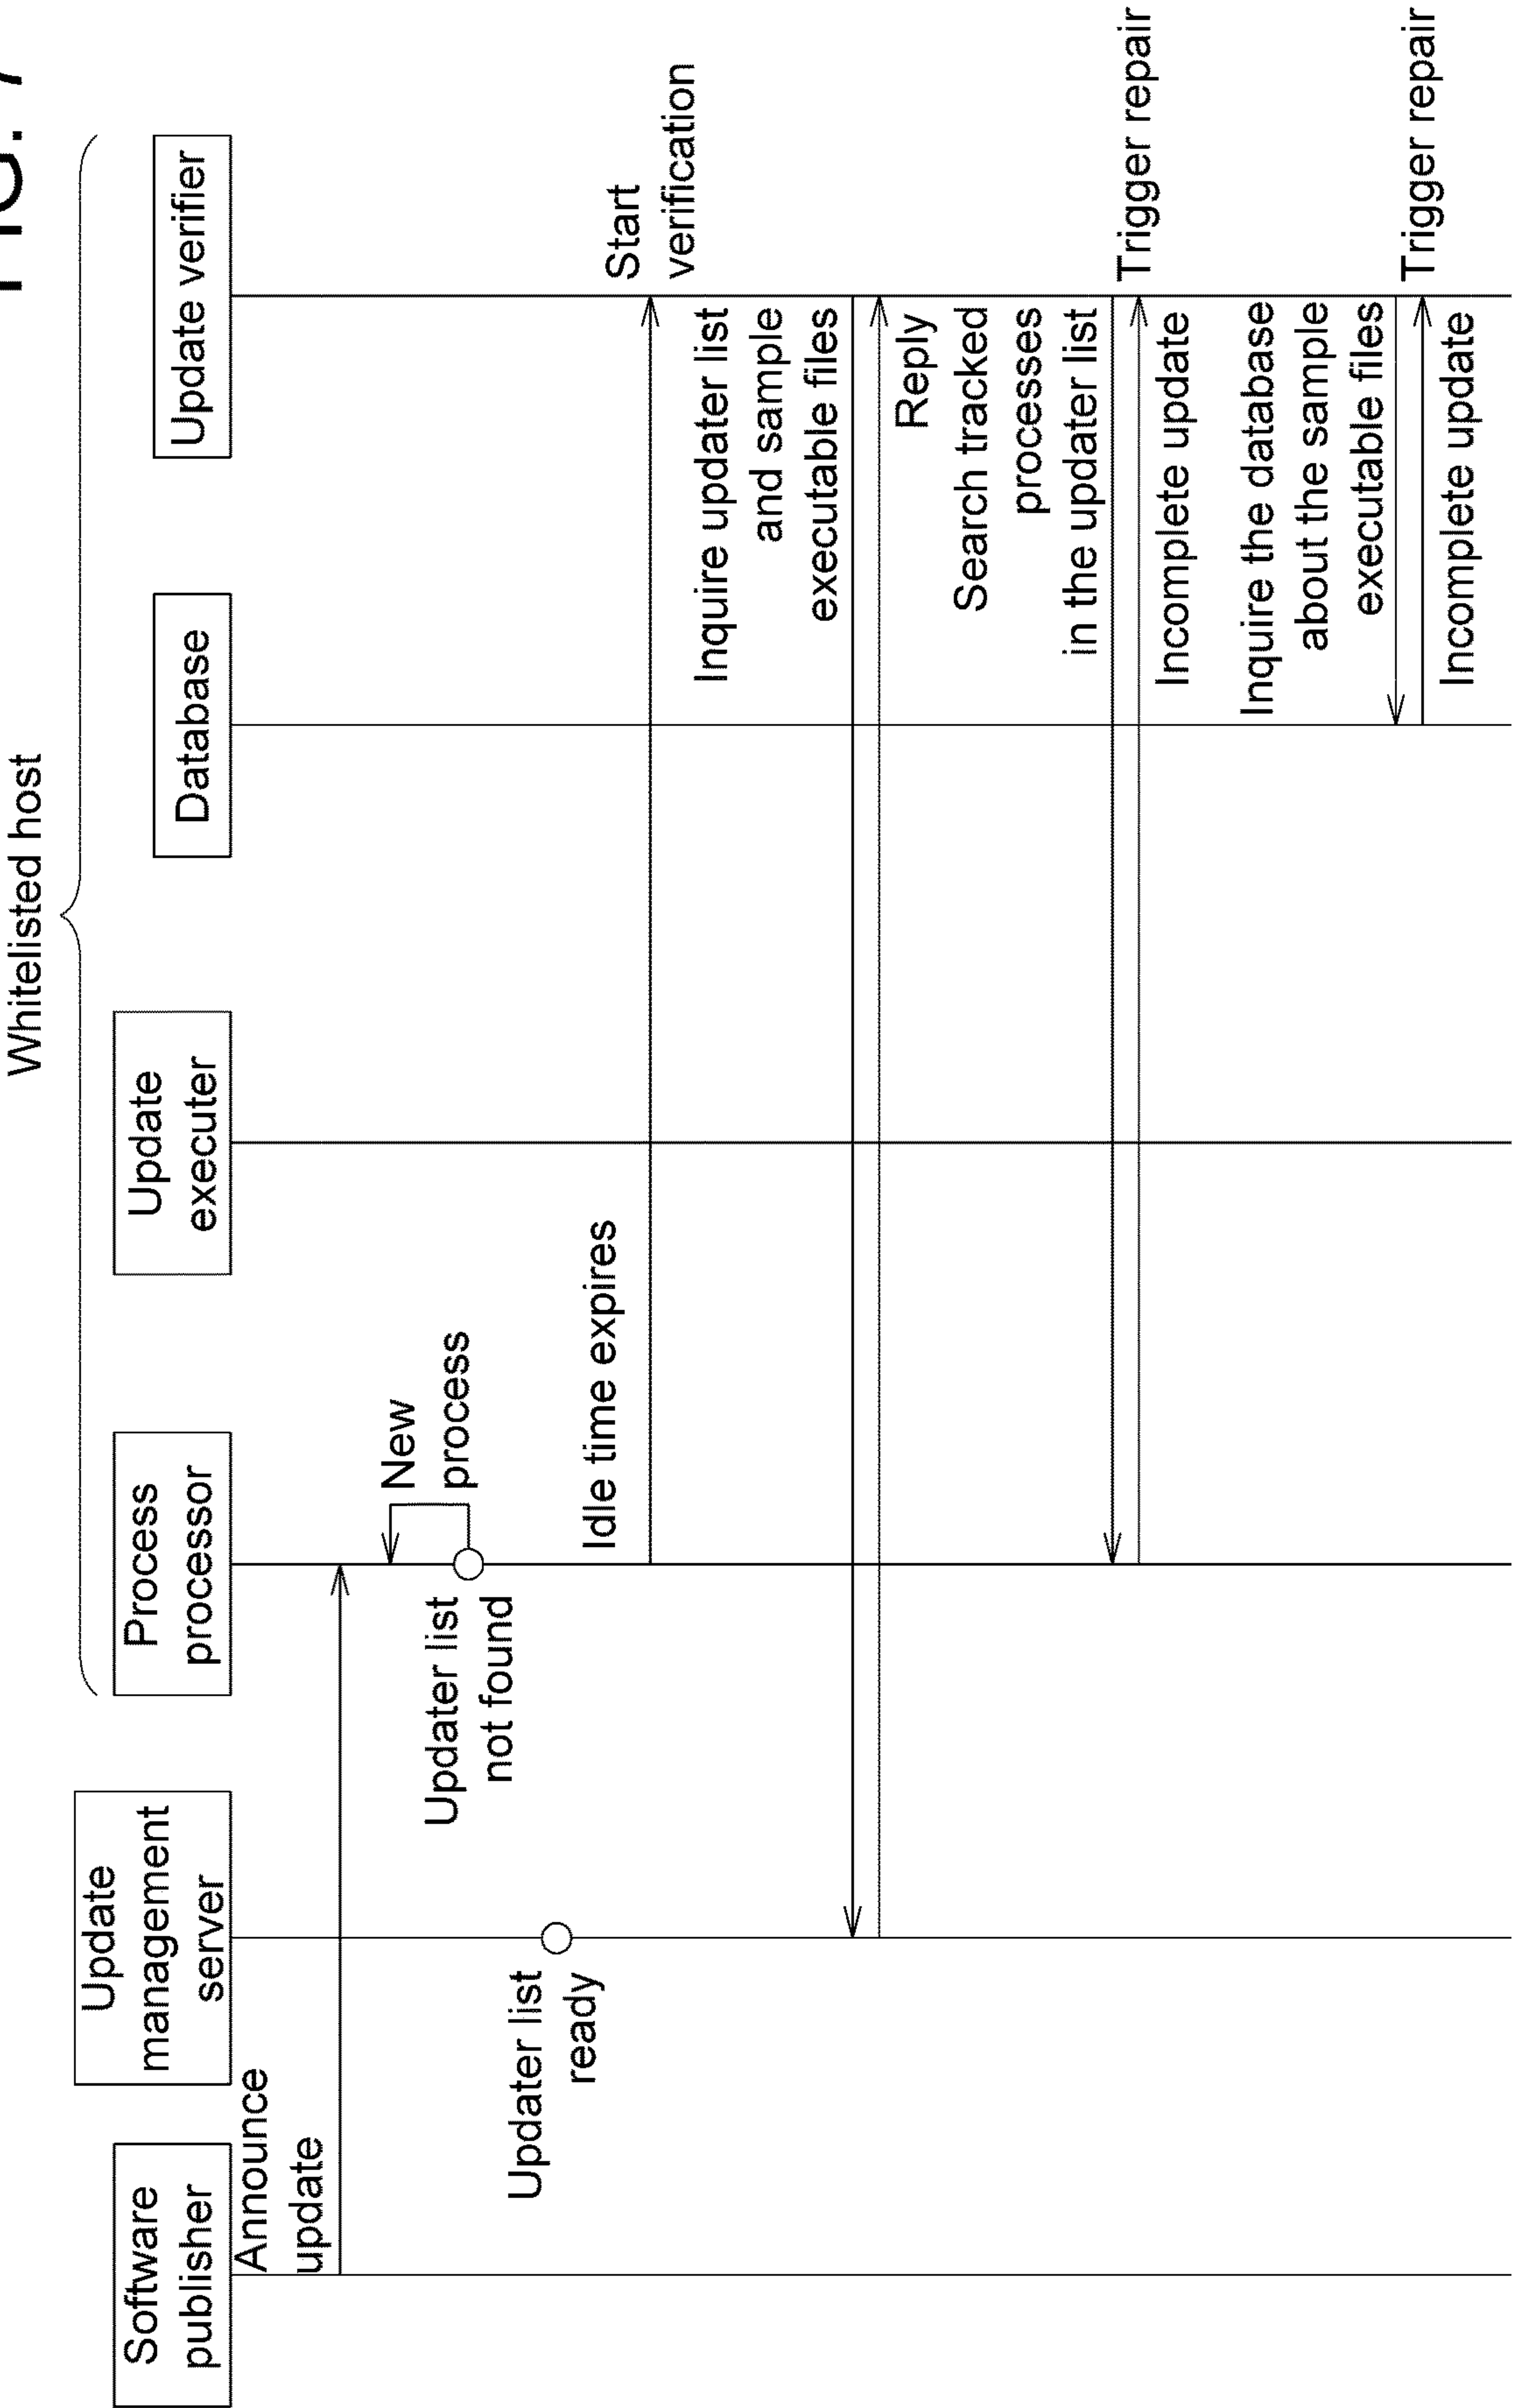 FIG. 7
Whitelisted host
Software
publisher
Update
management
server
Process
processor
Update
executer
Database
Update verifier
Announce
update
New
process
Updater list
not found
Updater list
ready
Idle time expires
Start
verification
Inquire updater list
and sample
executable files
Reply
Search tracked
processes
in the updater list
Trigger repair
Incomplete update
Inquire the database
about the sample
executable files
Trigger repair
Incomplete update